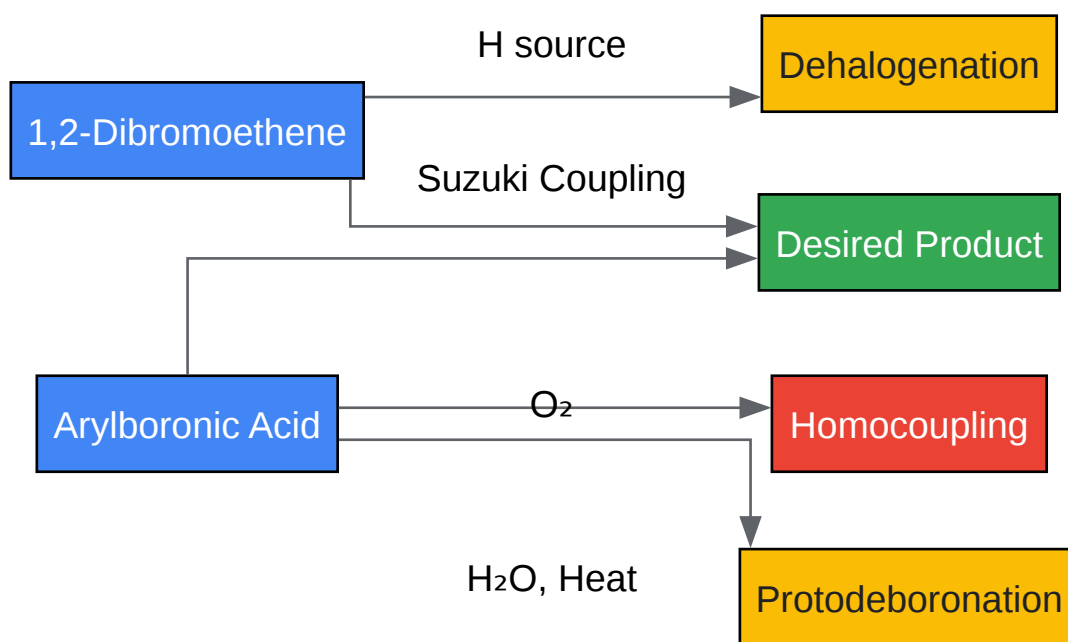 H source
Dehalogenation
1,2-Dibromoethene
Suzuki Coupling
Desired Product
O₂
Arylboronic Acid
Homocoupling
H₂O, Heat
Protodeboronation